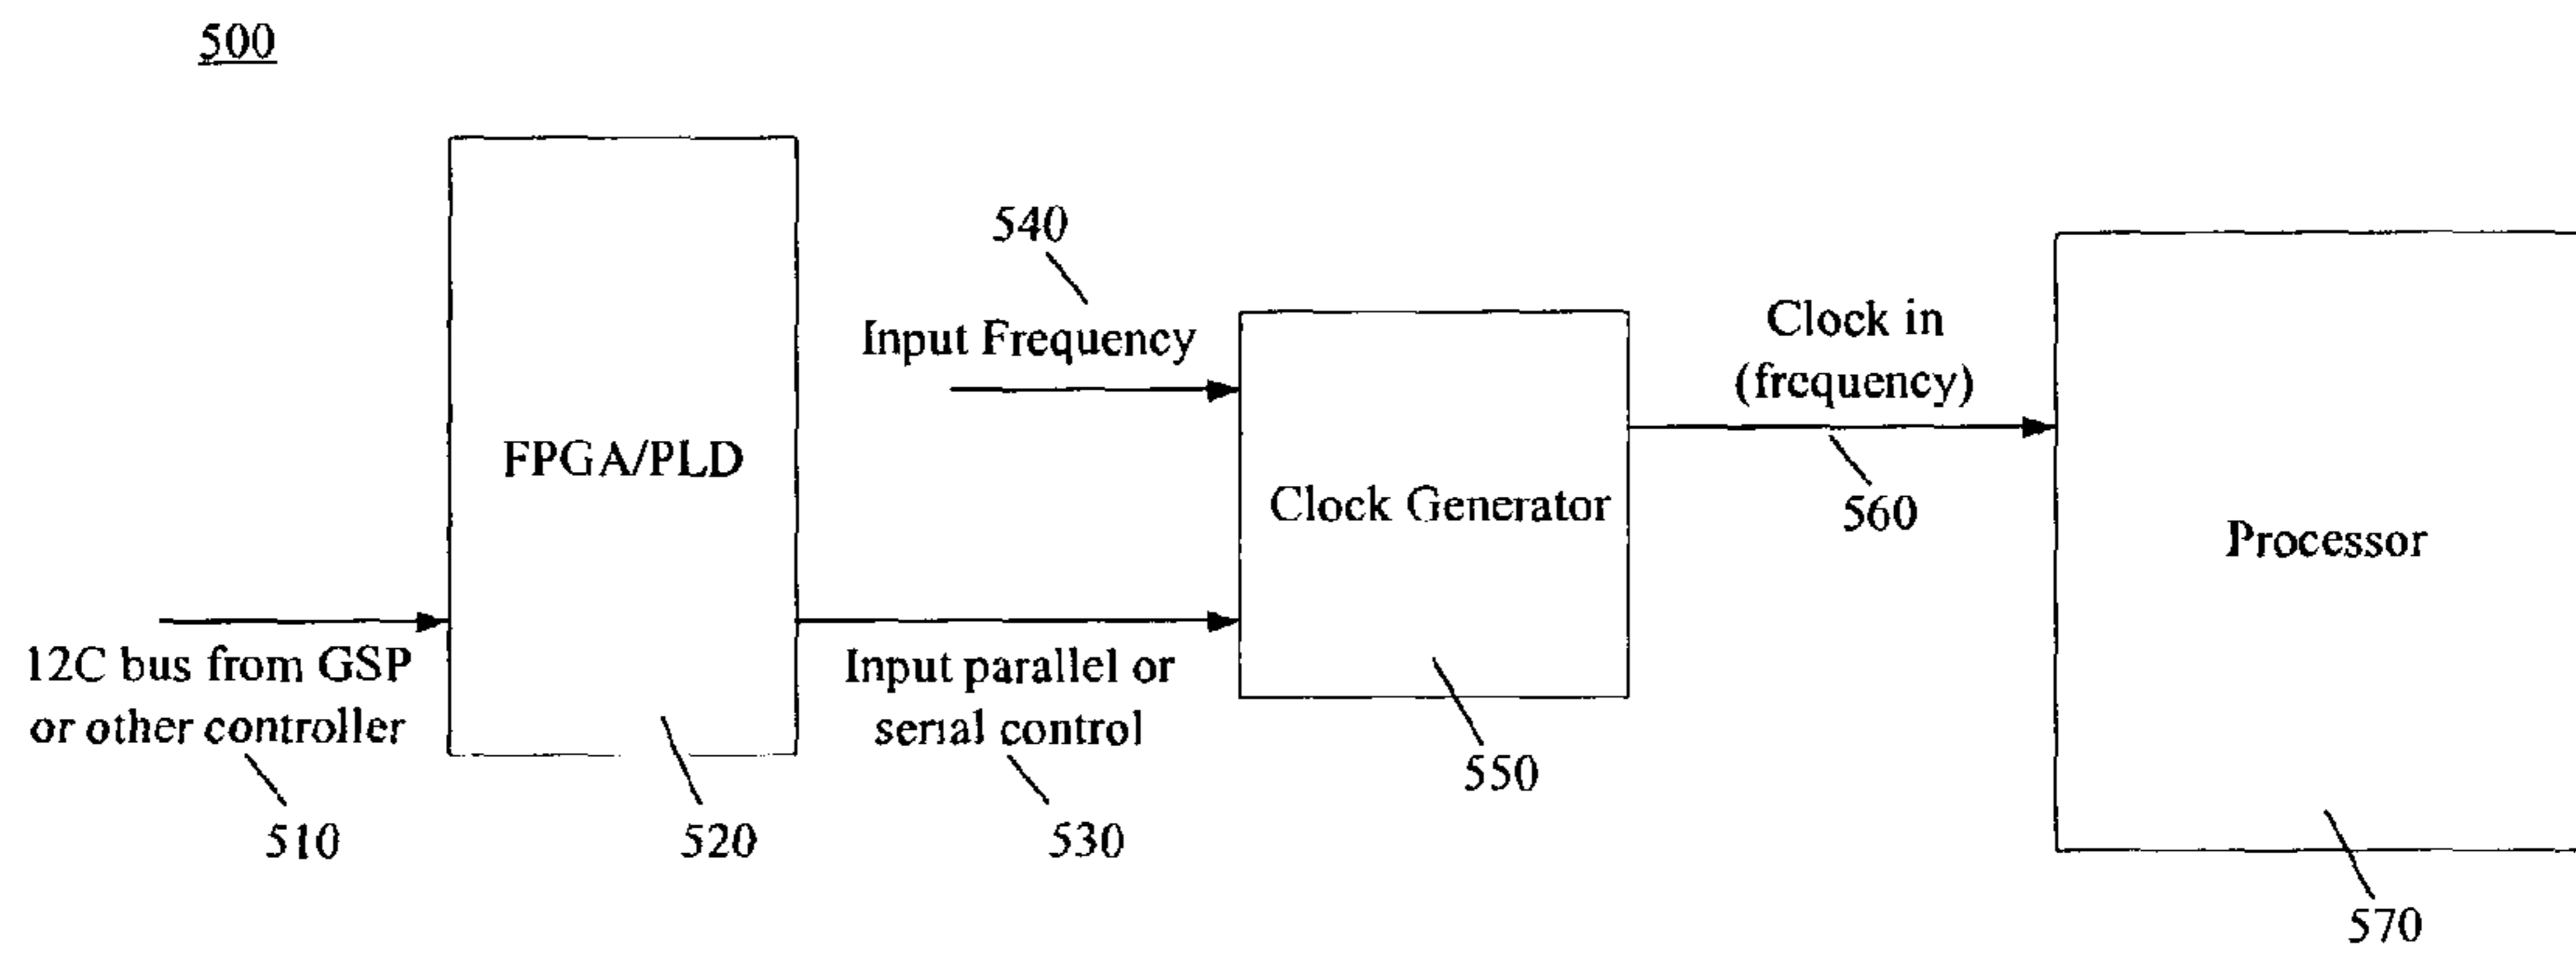 500
540
Input Frequency
Clock in
(frequency)
FPGA/PLD
Clock Generator
560
Processor
12C bus from GSP
or other controller
Input parallel or
serial control
550
510
520
530
570